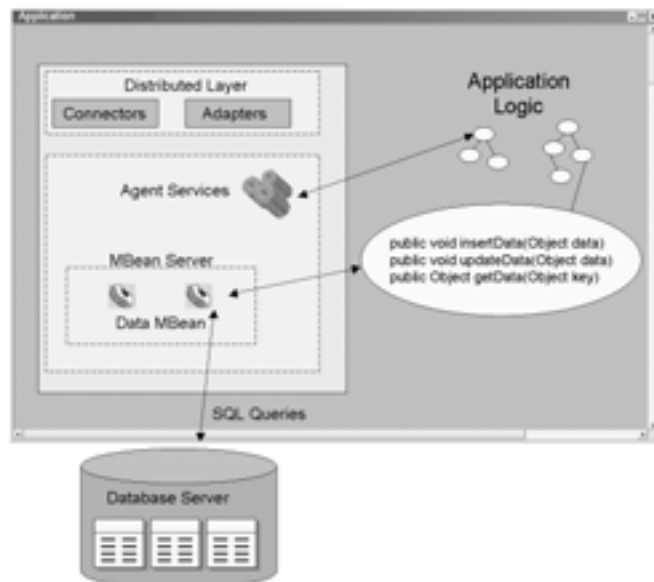 Application
Distributed Layer
Connectors
Adapters
Application
Logic
Agent Services
public void insertData(Object data)
public void updateData(Object data)
public Object getData(Object key)
MBean Server
Data MBean
SQL Queries
Database Server